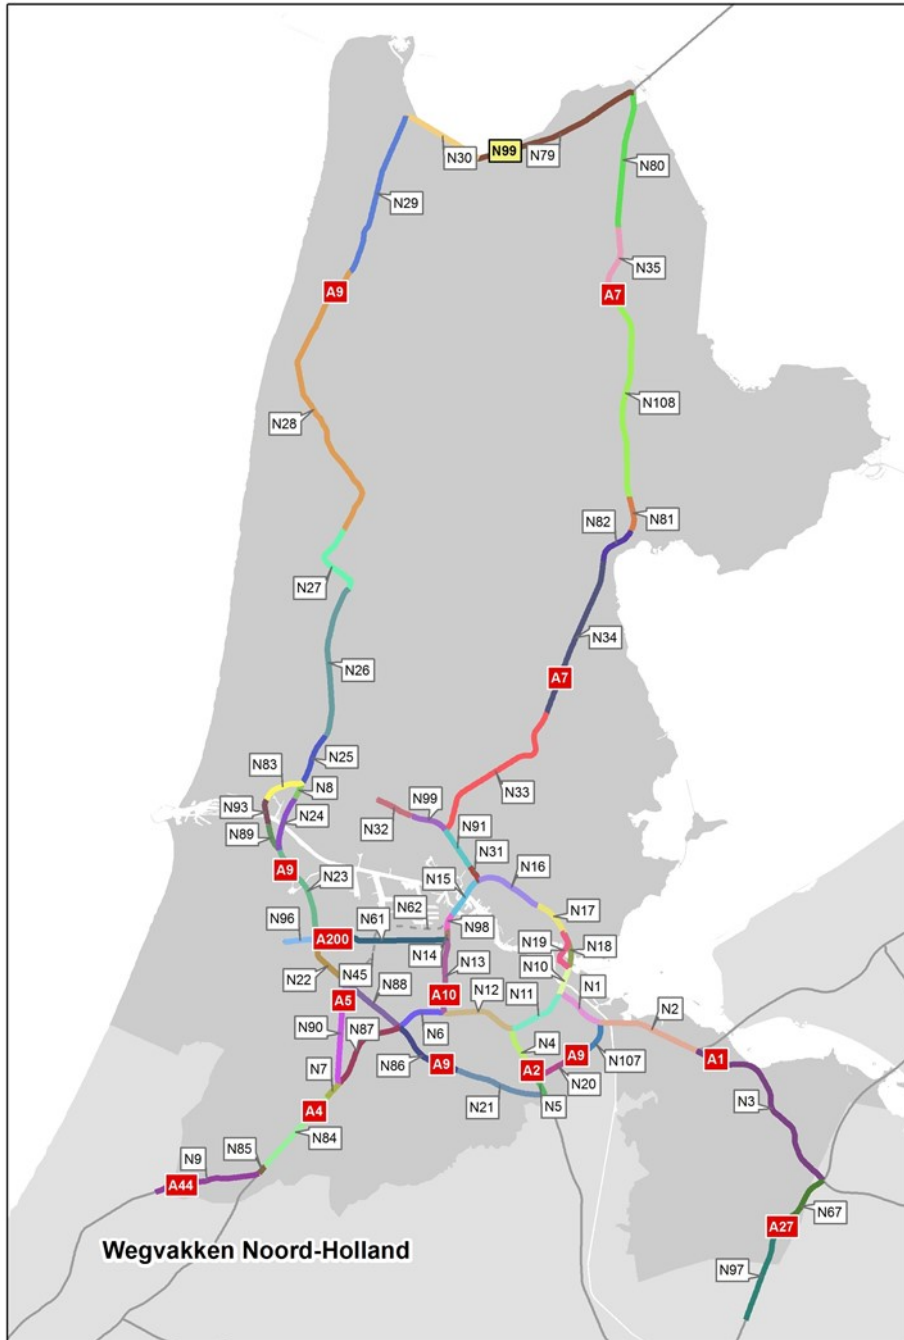 N30
N99
N79
N80
N29
N35
A9
A7
N28
N108
N82
N81
N27
N34
N26
A7
N25
N83
N8
N33
N93
N24
N99
N32
N91
N89
N31
A9
N16
N15
N23
N62
N17
N96
N61
N98
N19
N18
A200
N14
N10
N22
N45
N13
N88
A10
N12
N11
N1
A5
N2
N90
N87
N6
N4
A9
A1
N7
N86
A9
A2
N20
N107
N3
A4
N21
N5
N84
N9
N85
A44
N67
A27
Wegvakken Noord-Holland
N97